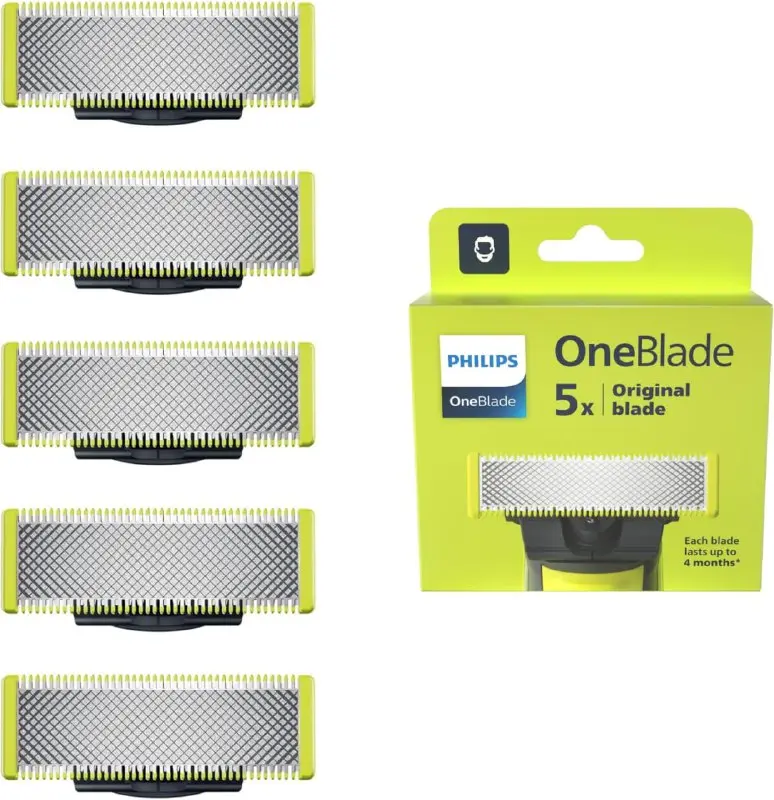 PHILIPS
OneBlade
OneBlade
5x
Original
blade
Each blade
lasts up to
4 months*